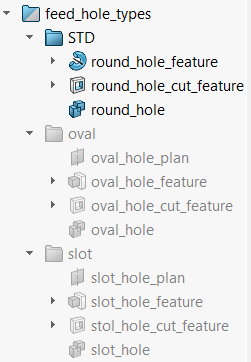 feed_hole_types
STD
round_hole_feature
round_hole_cut_feature
round_hole
oval
oval_hole_plan
oval_hole_feature
oval_hole_cut_feature
oval_hole
slot
slot_hole_plan
slot_hole_feature
stol_hole_cut_feature
slot_hole